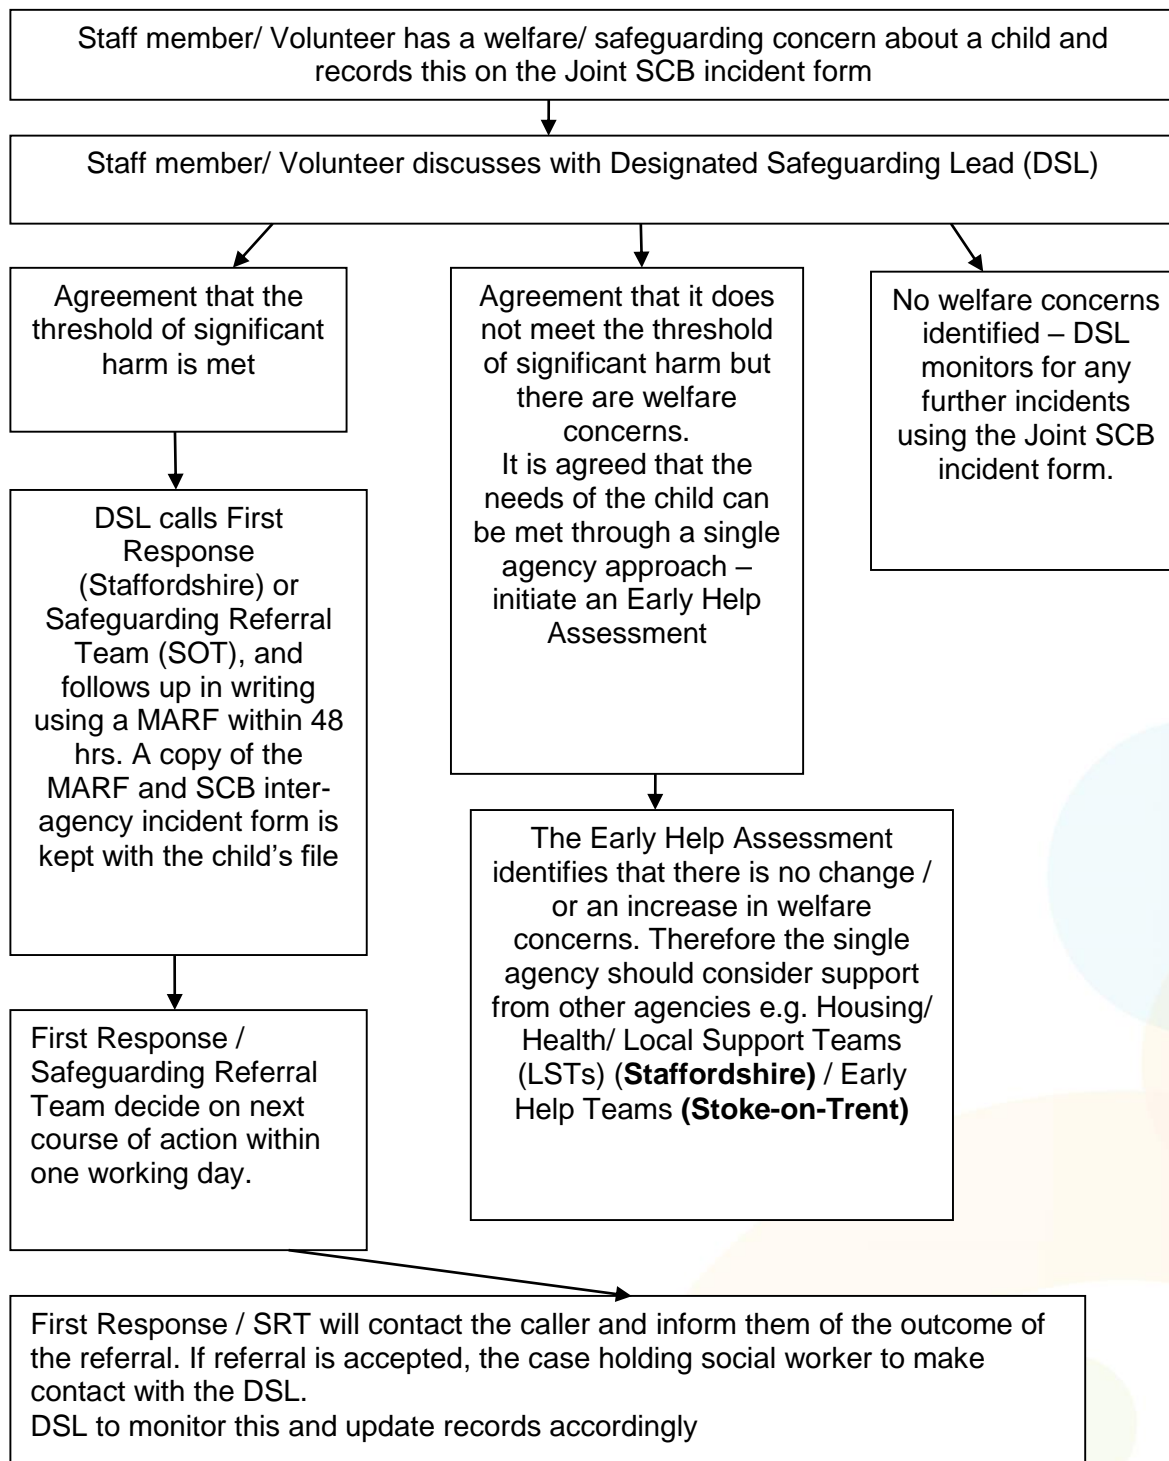 Staff member/ Volunteer has a welfare/ safeguarding concern about a child and
records this on the Joint SCB incident form
Staff member/ Volunteer discusses with Designated Safeguarding Lead (DSL)
Agreement that the
threshold of significant
harm is met
DSL calls First
Response
(Staffordshire) or
Safeguarding Referral
Team (SOT), and
follows up in writing
using a MARF within 48
hrs. A copy of the
MARF and SCB inter-
agency incident form is
kept with the child’s file
First Response /
Safeguarding Referral
Team decide on next
course of action within
one working day.
Agreement that it does
not meet the threshold
of significant harm but
there are welfare
concerns.
It is agreed that the
needs of the child can
be met through a single
agency approach –
initiate an Early Help
Assessment
The Early Help Assessment
identifies that there is no change /
or an increase in welfare
concerns. Therefore the single
agency should consider support
from other agencies e.g. Housing/
Health/ Local Support Teams
(LSTs) (Staffordshire) / Early
Help Teams (Stoke-on-Trent)
No welfare concerns
identified – DSL
monitors for any
further incidents
using the Joint SCB
incident form.
First Response / SRT will contact the caller and inform them of the outcome of
the referral. If referral is accepted, the case holding social worker to make
contact with the DSL.
DSL to monitor this and update records accordingly